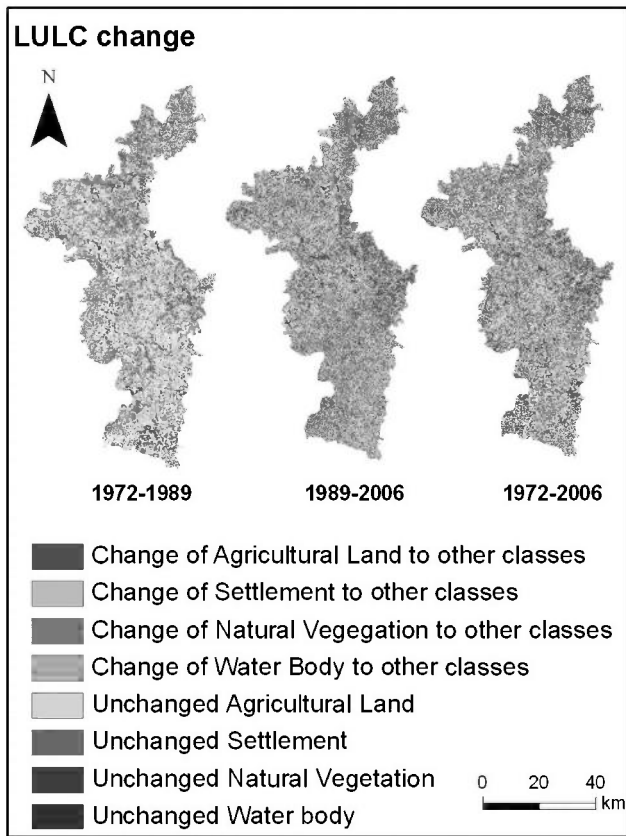 LULC change
N
1972-1989
1989-2006
1972-2006
Change of Agricultural Land to other classes
Change of Settlement to other classes
Change of Natural Vegegation to other classes
Change of Water Body to other classes
Unchanged Agricultural Land
Unchanged Settlement
Unchanged Natural Vegetation
Unchanged Water body
0 20 40
km